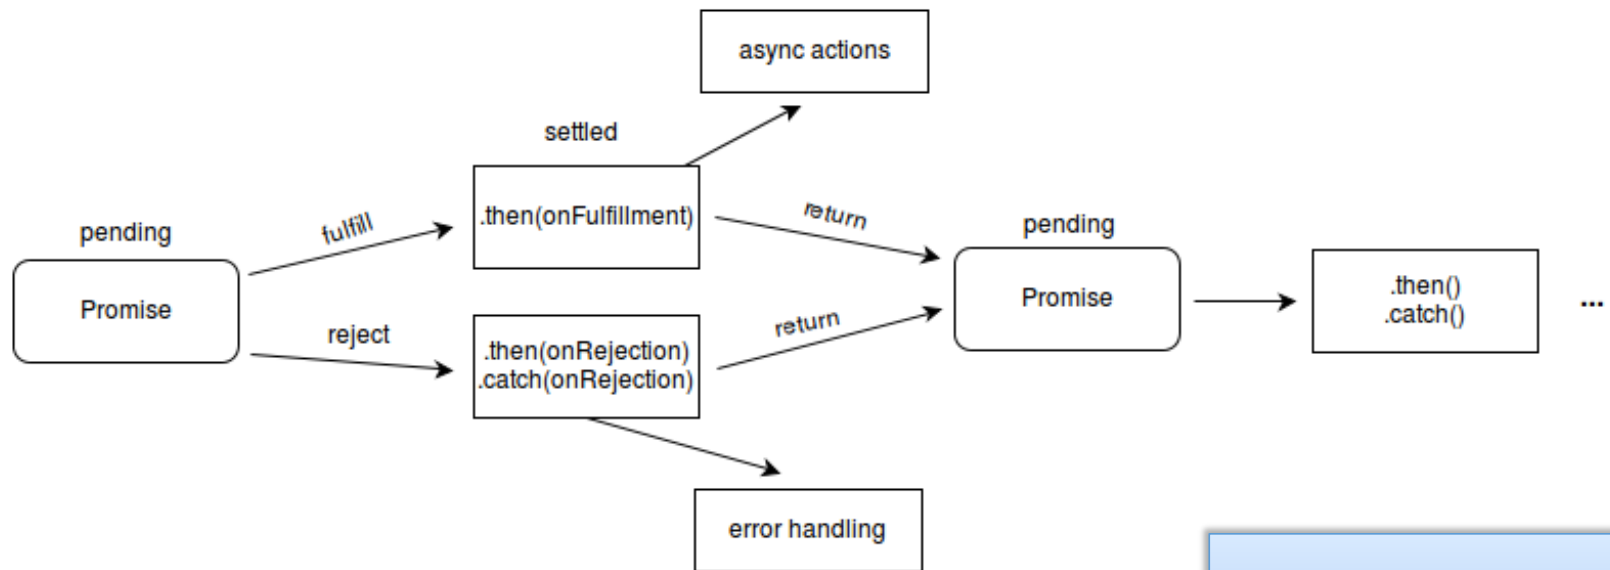 async actions
settled
.then(onFulfillment)
pending
fulfill
return
pending
Promise
reject
.then(onRejection)
.catch(onRejection)
return
Promise
.then()
.catch()
...
error handling